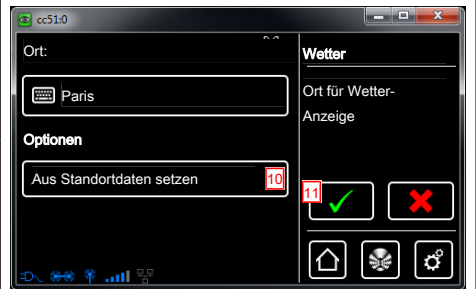 cc51:0
Ort:
Paris
Optionen
Aus Standortdaten setzen
10
Wetter
Ort für Wetter-
Anzeige
11